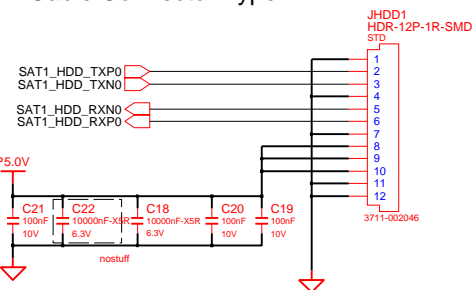 JHDD1
HDR-12P-1R-SMD
STD
1
SAT1_HDD_TXP0 2
SAT1_HDD_TXN0 3
4
SAT1_HDD_RXN0 5
SAT1_HDD_RXP0 6
7
8
9
10
11
12
3711-002046
P5.0V
C21
100nF
10V
C22
10000nF-X5R
6.3V
C18
10000nF-X5R
6.3V
C20
100nF
10V
C19
100nF
10V
nostuff